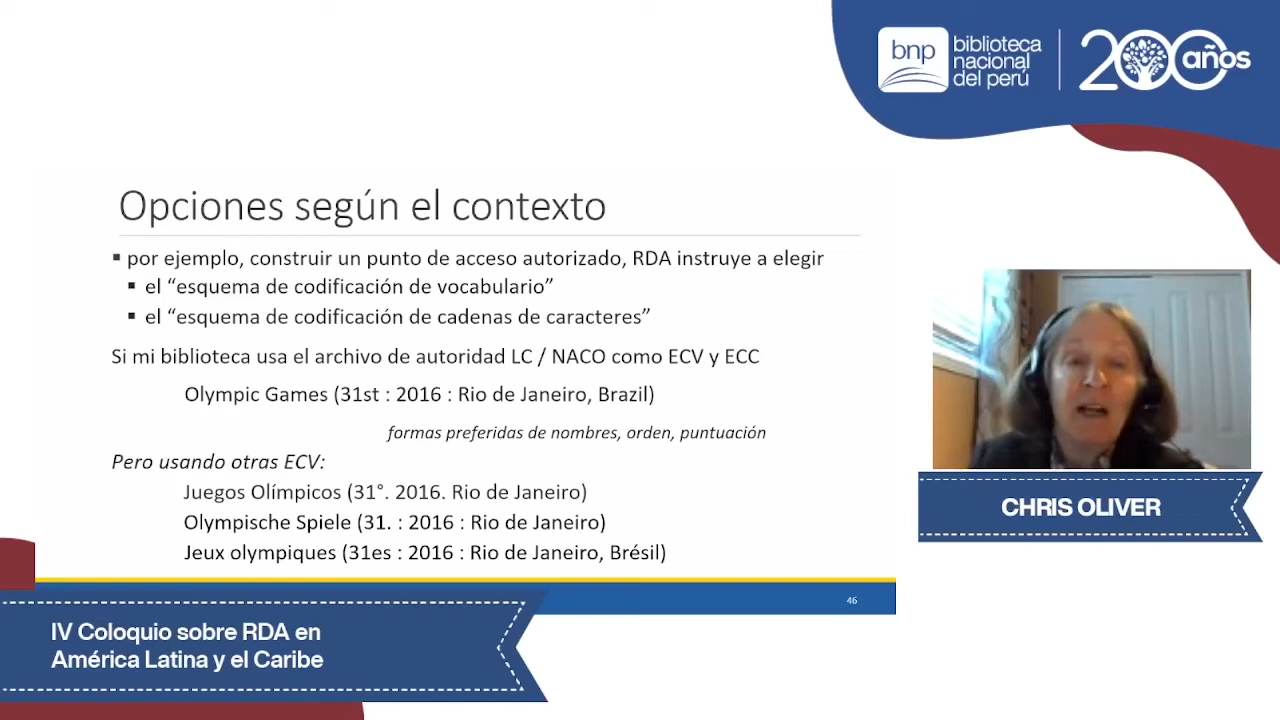 bnp
biblioteca
nacional
del perú
200 años
Opciones según el contexto
▪ por ejemplo, construir un punto de acceso autorizado, RDA instruye a elegir
▪ el “esquema de codificación de vocabulario”
▪ el “esquema de codificación de cadenas de caracteres”
Si mi biblioteca usa el archivo de autoridad LC / NACO como ECV y ECC
Olympic Games (31st : 2016 : Rio de Janeiro, Brazil)
formas preferidas de nombres, orden, puntuación
Pero usando otras ECV:
Juegos Olímpicos (31°. 2016. Rio de Janeiro)
Olympische Spiele (31. : 2016 : Rio de Janeiro)
Jeux olympiques (31es : 2016 : Rio de Janeiro, Brésil)
46
CHRIS OLIVER
IV Coloquio sobre RDA en
América Latina y el Caribe